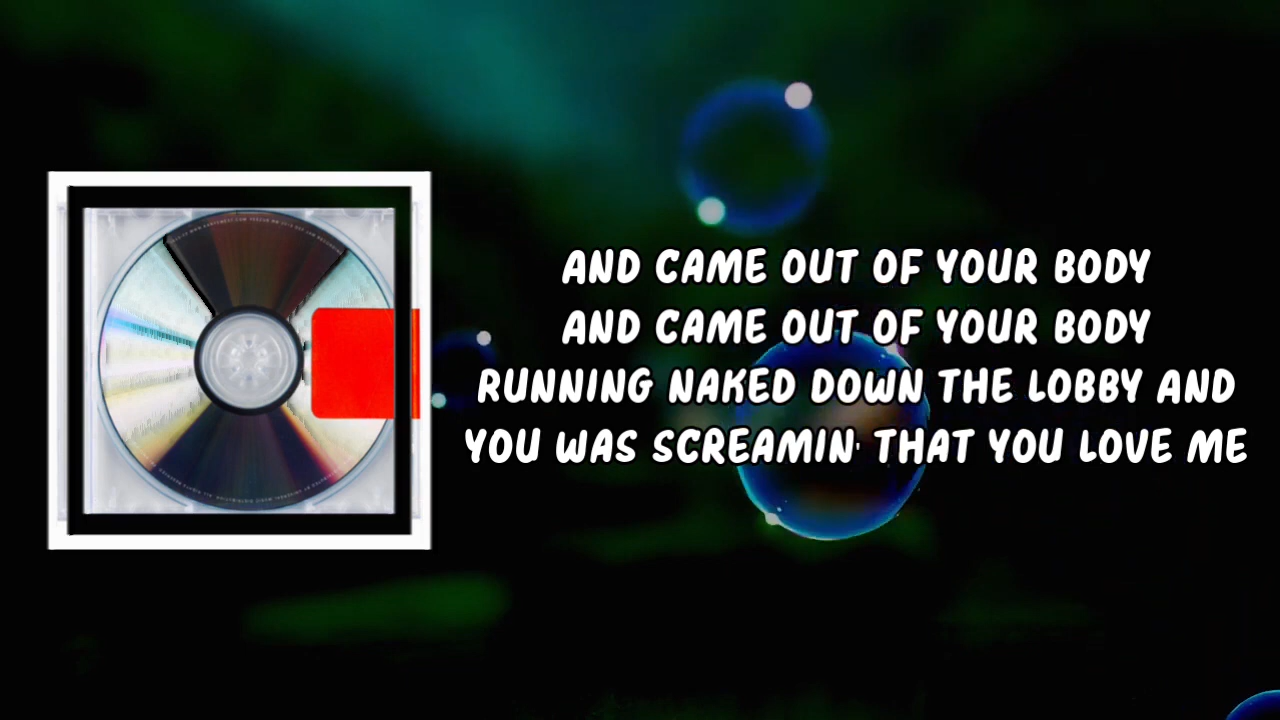 AND CAME OUT OF YOUR BODY
AND CAME OUT OF YOUR BODY
RUNNING NAKED DOWN THE LOBBY AND
YOU WAS SCREAMIN' THAT YOU LOVE ME